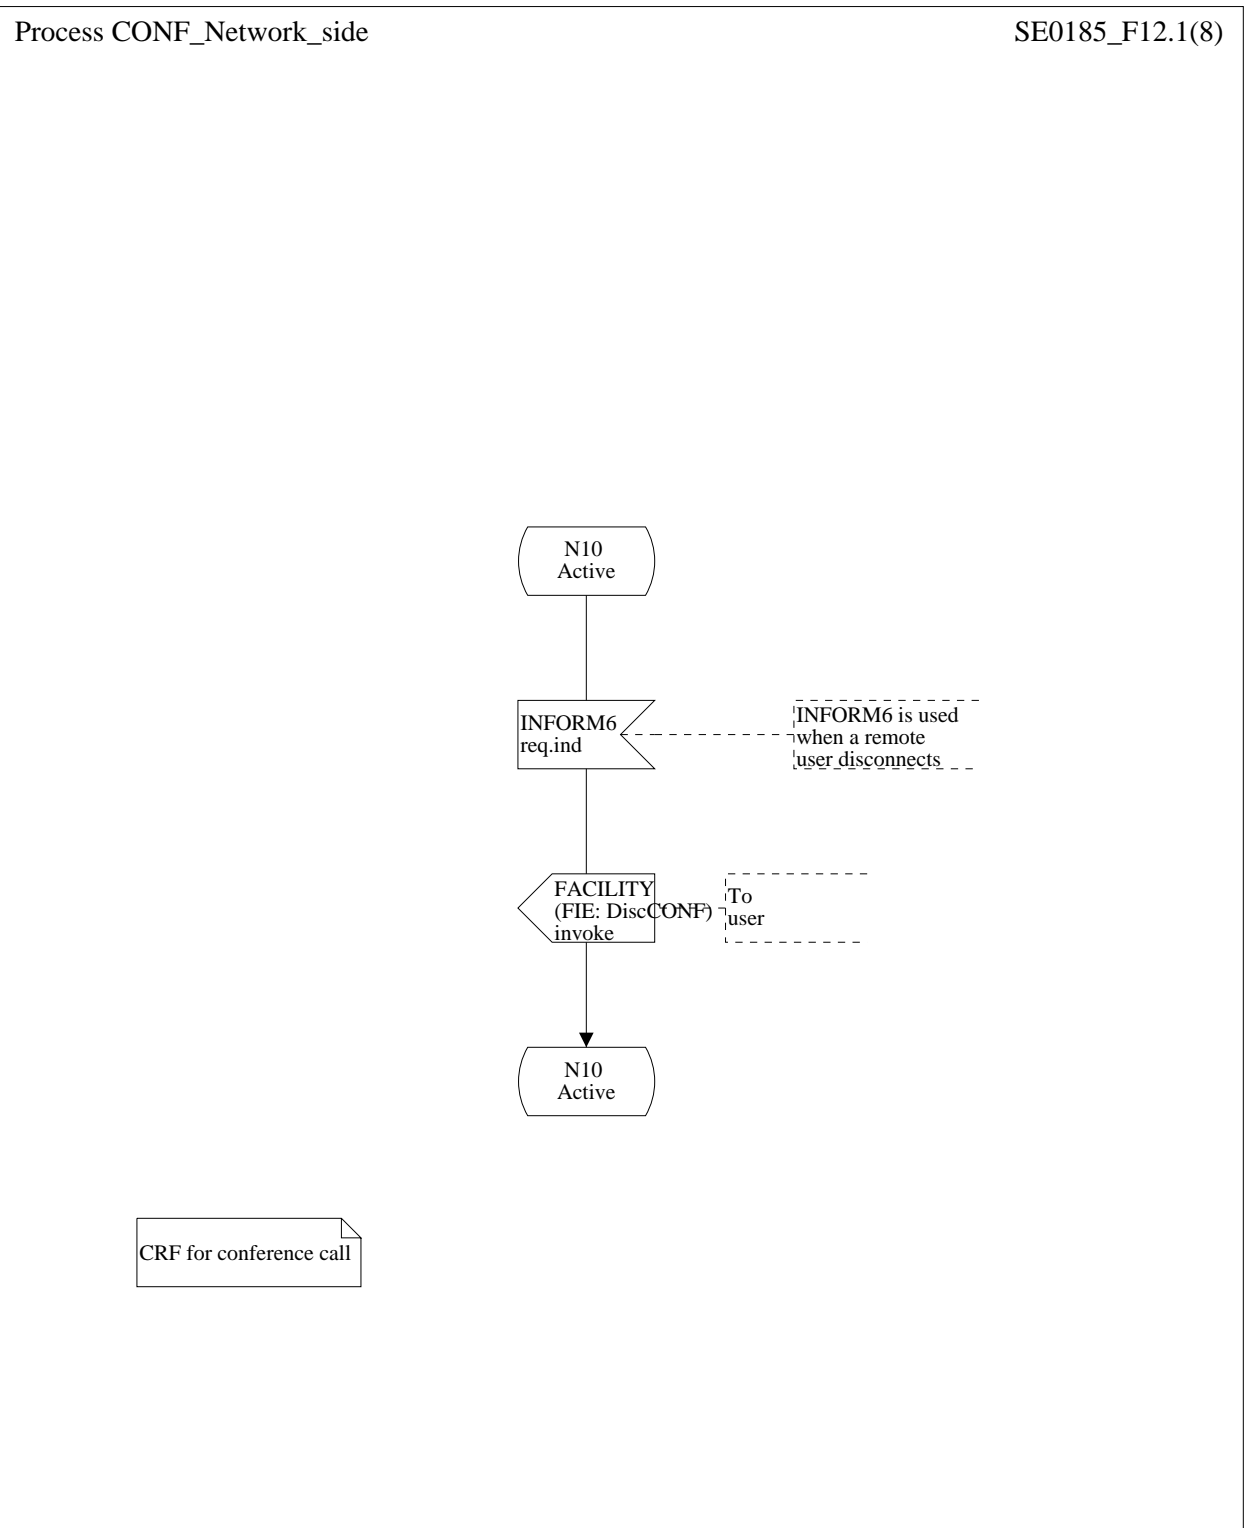 Process CONF_Network_side
SE0185_F12.1(8)
N10
Active
INFORM6
req.ind
INFORM6 is used
when a remote
user disconnects
FACILITY
(FIE: DiscCONF)
invoke
To
user
N10
Active
CRF for conference call